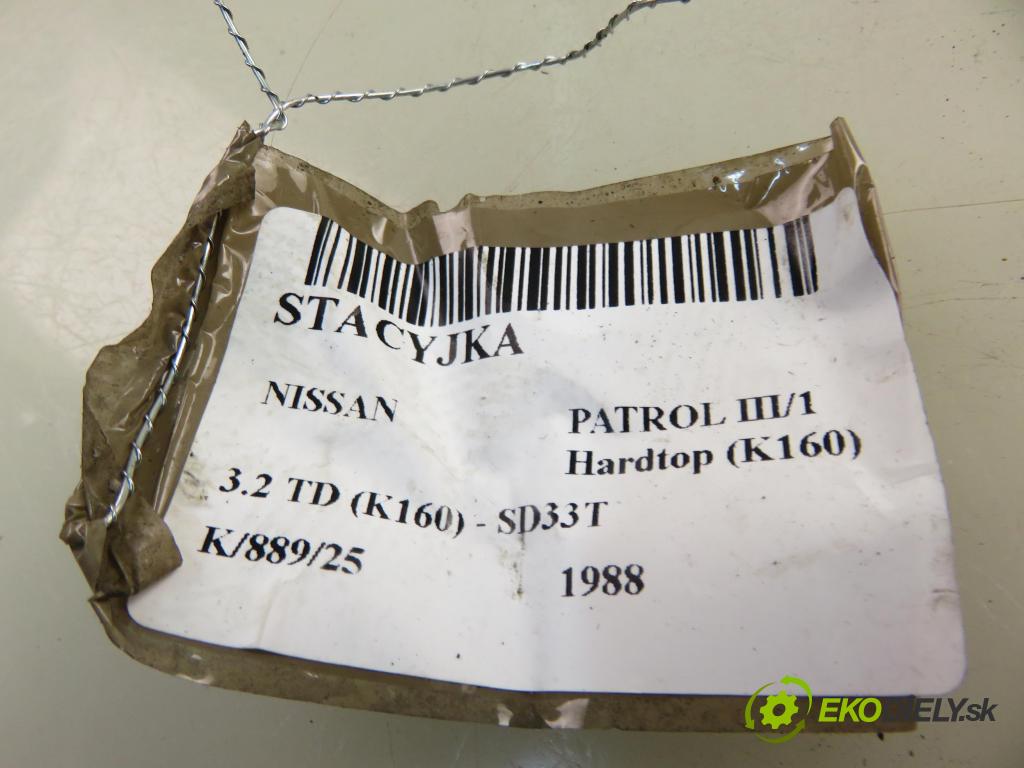 STACYJKA
NISSAN
PATROL III/1
Hardtop (K160)
3.2 TD (K160) - SD33T
K/889/25
1988
EKODIELY.sk